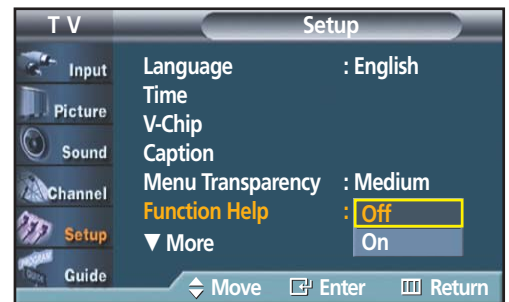 T V
Setup
Input
Picture
Sound
Channel
Setup
Guide
Language : English
Time
V-Chip
Caption
Menu Transparency : Medium
Function Help : Off
On
▼ More
Move Enter Return